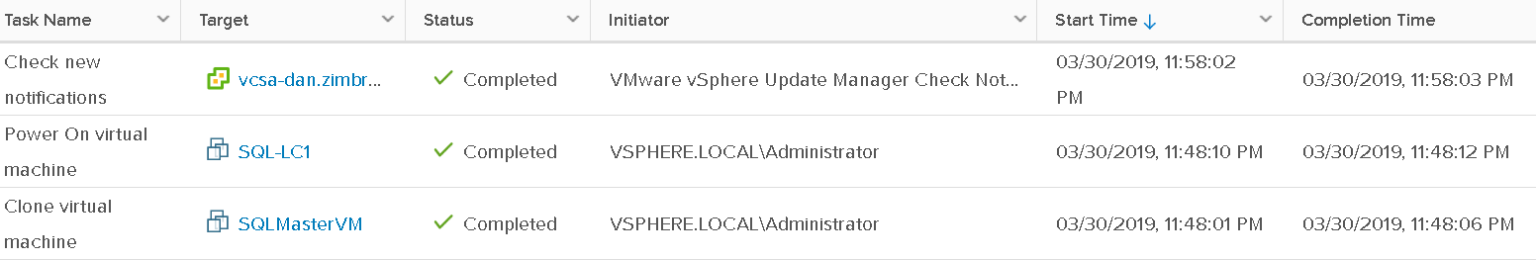 Task Name Target Status Initiator Start Time Completion Time
Check new notifications vcsa-dan.zimbr... Completed VMware vSphere Update Manager Check Not... 03/30/2019, 11:58:02 PM 03/30/2019, 11:58:03 PM
Power On virtual machine SQL-LC1 Completed VSPHERE.LOCAL\Administrator 03/30/2019, 11:48:10 PM 03/30/2019, 11:48:12 PM
Clone virtual machine SQLMasterVM Completed VSPHERE.LOCAL\Administrator 03/30/2019, 11:48:01 PM 03/30/2019, 11:48:06 PM